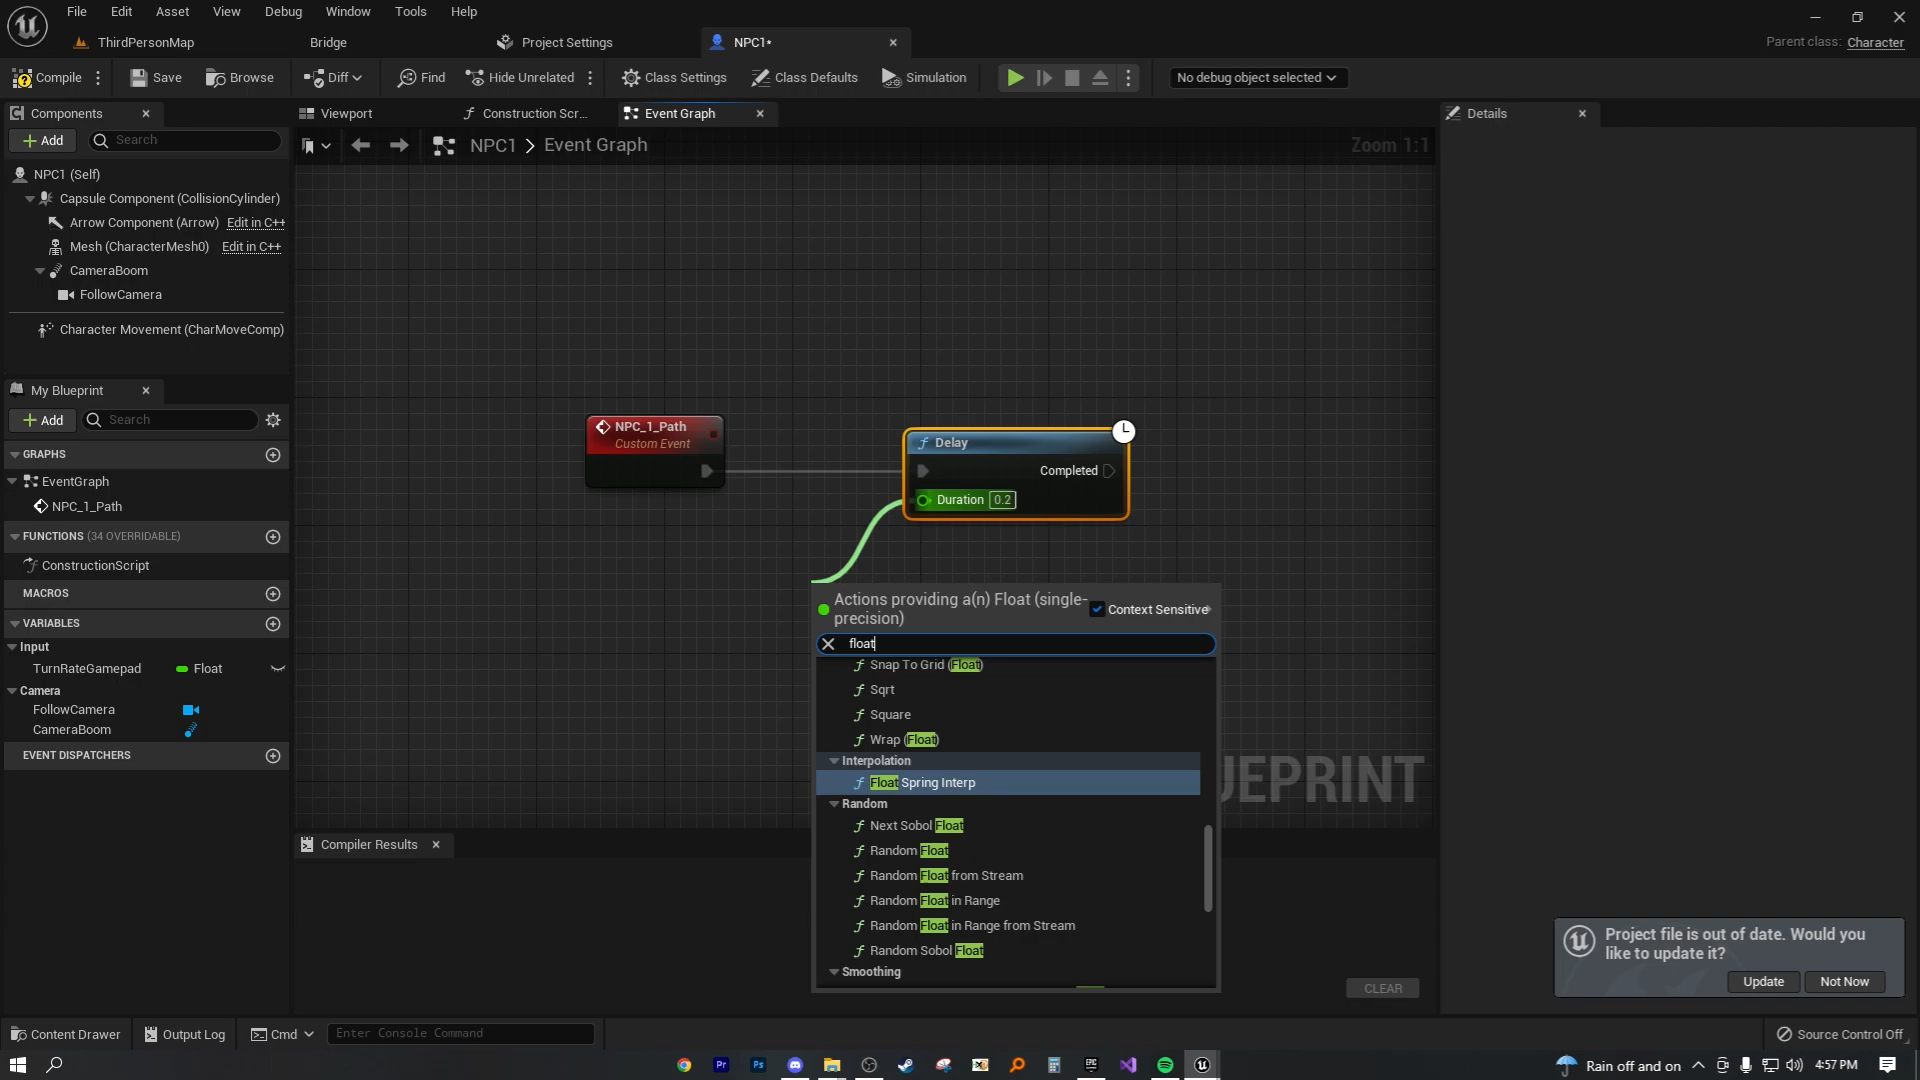 File Edit Asset View Debug Window Tools Help
ThirdPersonMap Bridge Project Settings NPC1* Parent class: Character
Compile Save Browse Diff Find Hide Unrelated Class Settings Class Defaults Simulation No debug object selected
Components Viewport Construction Scr... Event Graph Details
Add Search NPC1 > Event Graph Zoom 1:1
NPC1 (Self)
Capsule Component (CollisionCylinder)
Arrow Component (Arrow) Edit in C++
Mesh (CharacterMesh0) Edit in C++
CameraBoom
FollowCamera
Character Movement (CharMoveComp)
My Blueprint
Add Search
GRAPHS
EventGraph
NPC_1_Path
FUNCTIONS (34 OVERRIDABLE)
ConstructionScript
MACROS
VARIABLES
Input
TurnRateGamepad Float
Camera
FollowCamera
CameraBoom
EVENT DISPATCHERS
NPC_1_Path
Custom Event
Delay
Completed
Duration 0.2
Actions providing a(n) Float (single-
precision)
Context Sensitive
float
Snap To Grid (Float)
Sqrt
Square
Wrap (Float)
Interpolation
Float Spring Interp
Random
Next Sobol Float
Random Float
Random Float from Stream
Random Float in Range
Random Float in Range from Stream
Random Sobol Float
Smoothing
UEPRINT
Compiler Results
CLEAR
Project file is out of date. Would you
like to update it?
Update Not Now
Content Drawer Output Log Cmd Enter Console Command Source Control Off
Pr Ps Rain off and on 4:57 PM